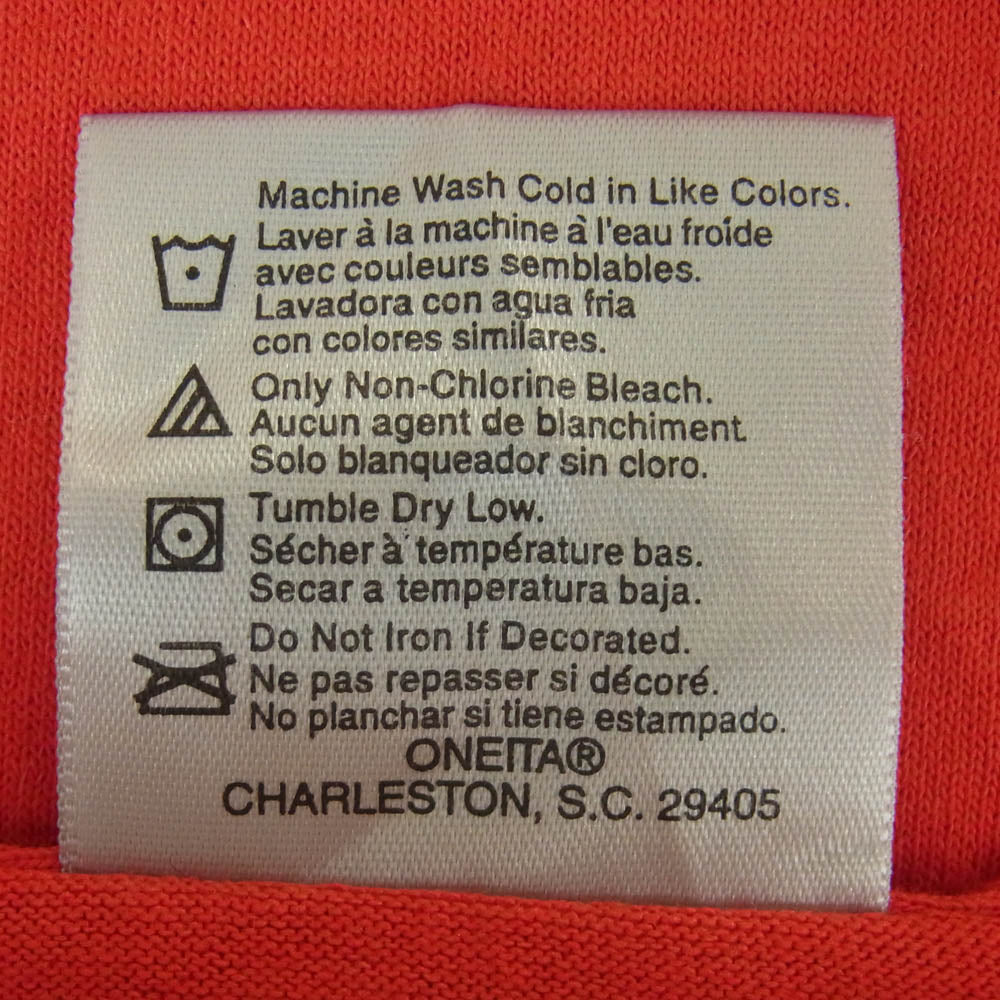 Machine Wash Cold in Like Colors.
Laver à la machine à l'eau froide
avec couleurs semblables.
Lavadora con agua fria
con colores similares.
Only Non-Chlorine Bleach.
Aucun agent de blanchiment
Solo blanqueador sin cloro.
Tumble Dry Low.
Sécher à température bas.
Secar a temperatura baja.
Do Not Iron If Decorated.
Ne pas repasser si décoré.
No planchar si tiene estampado.
ONEITA®
CHARLESTON, S.C. 29405